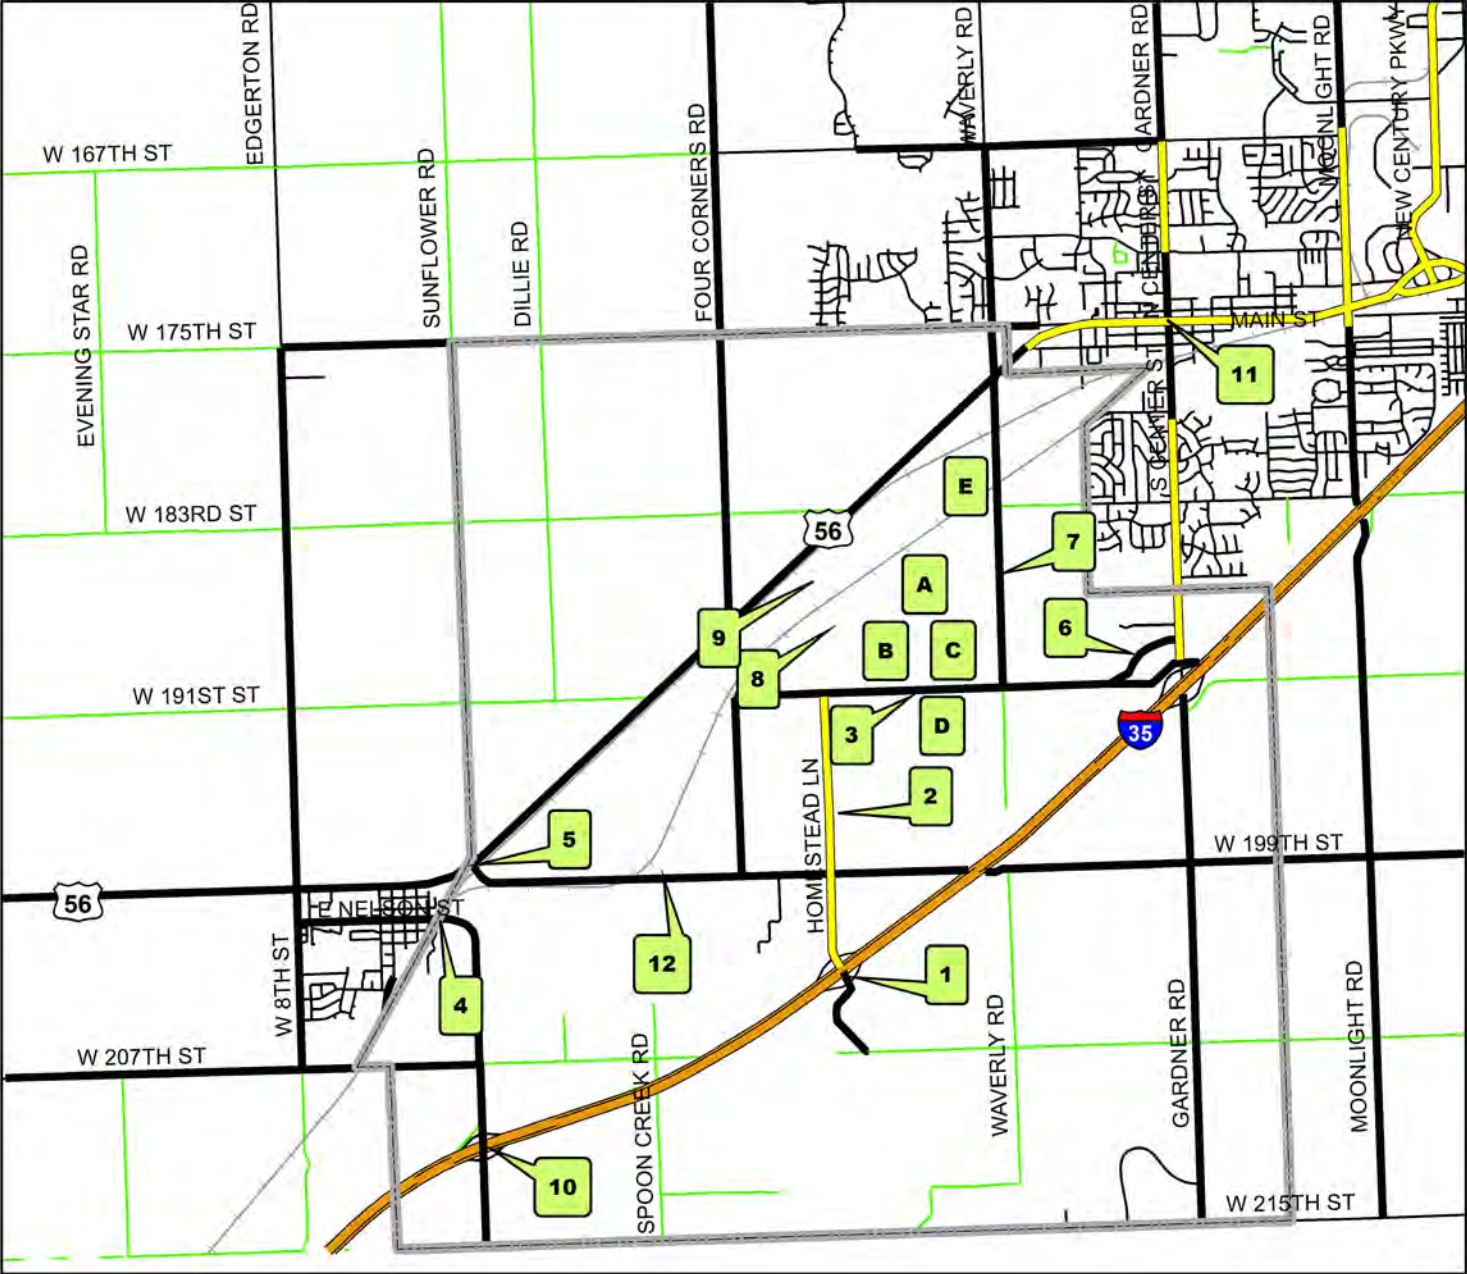 EDGERTON RD
WAVERLY RD
GARDNER RD
MOONLIGHT RD
NEW CENTURY PKWY
W 167TH ST
SUNFLOWER RD
DILLIE RD
FOUR CORNERS RD
EVENING STAR RD
W 175TH ST
MAIN ST
11
S CENTER ST
E
W 183RD ST
56
7
A
9
6
B
C
8
W 191ST ST
3
D
35
2
HOMESTEAD LN
5
W 199TH ST
56
E NELSON ST
12
1
W 8TH ST
4
W 207TH ST
SPOON CREEK RD
WAVERLY RD
GARDNER RD
MOONLIGHT RD
10
W 215TH ST